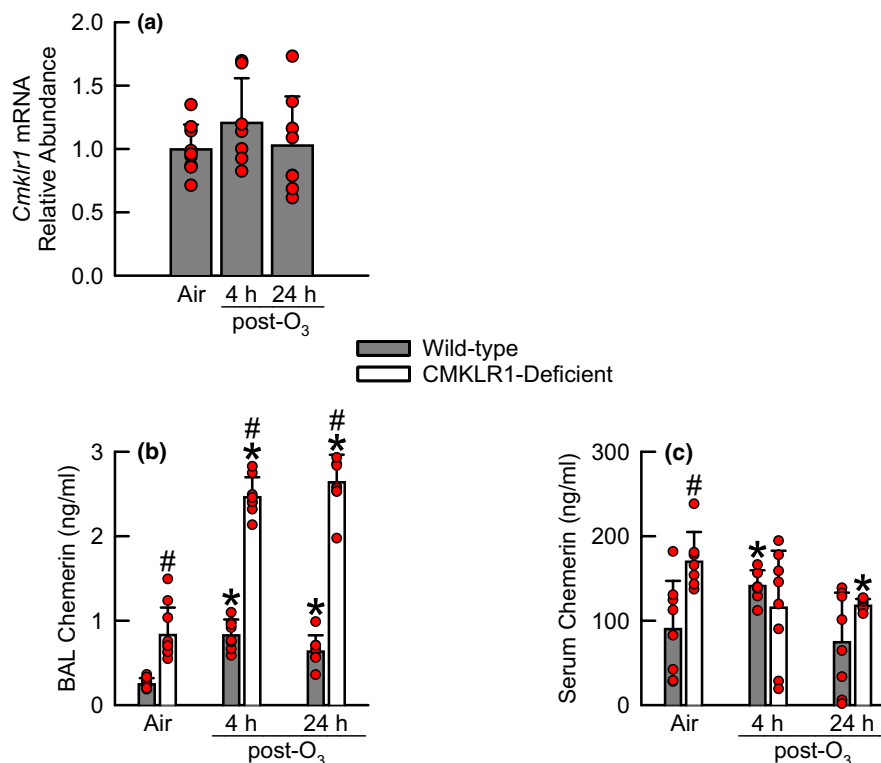 (a)
Cmklr1 mRNA
Relative Abundance
2.0
1.5
1.0
0.5
0.0
Air 4 h 24 h
post-O3
Wild-type
CMKLR1-Deficient
(b)
BAL Chemerin (ng/ml)
3
2
1
0
# # #
* * * *
Air 4 h 24 h
post-O3
(c)
Serum Chemerin (ng/ml)
300
200
100
0
#
* *
Air 4 h 24 h
post-O3